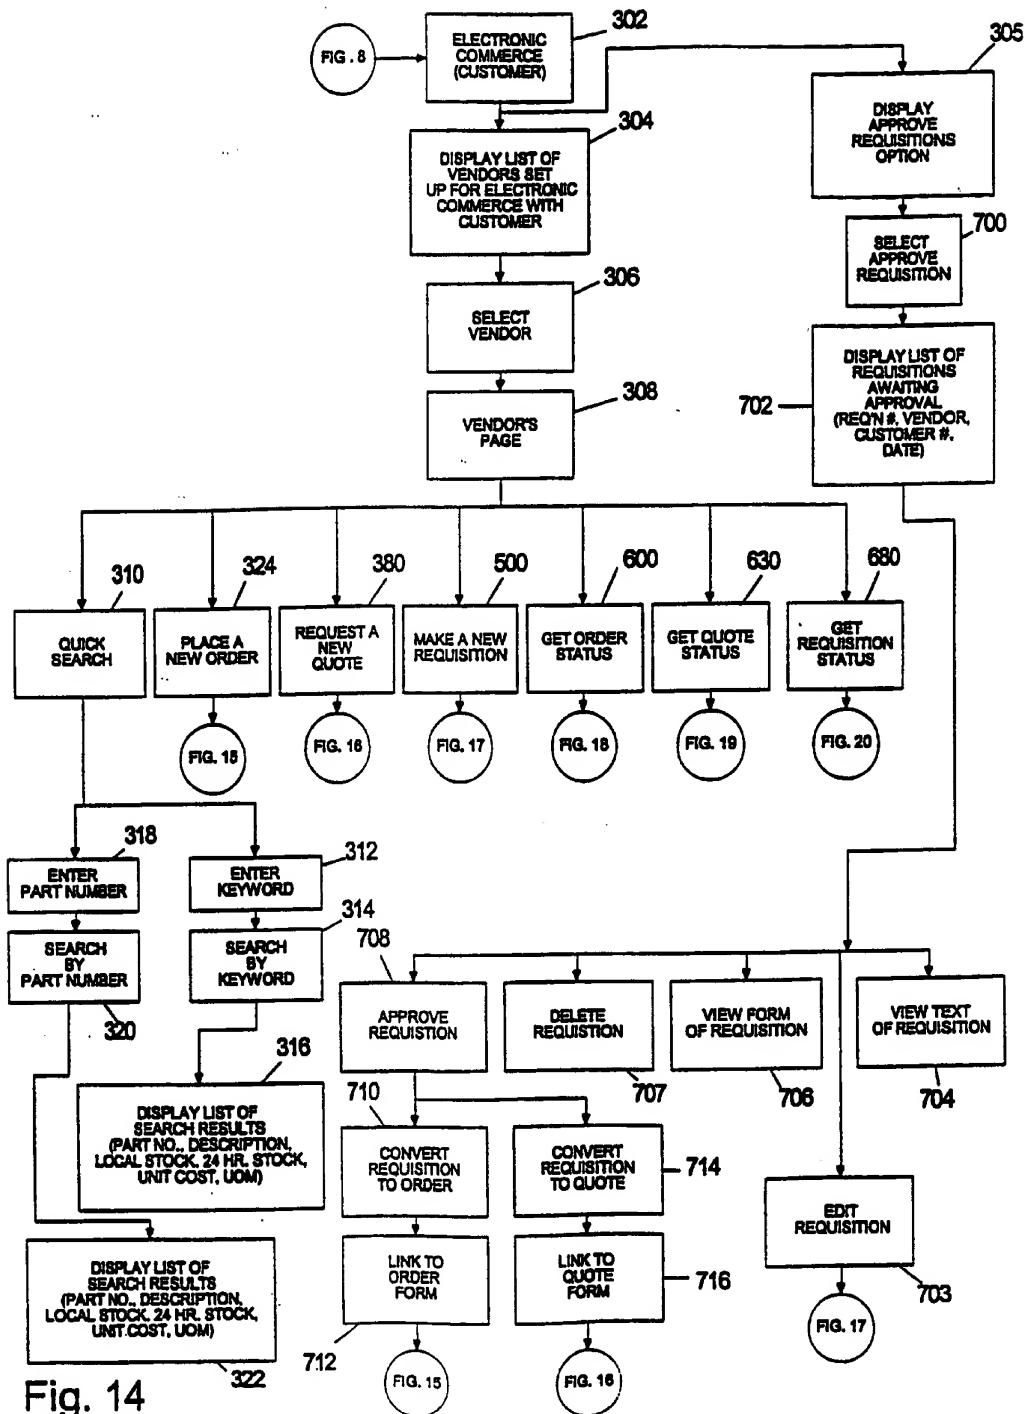 302
ELECTRONIC
COMMERCE
(CUSTOMER)
FIG. 8
305
DISPLAY
APPROVE
REQUISITIONS
OPTION
304
DISPLAY LIST OF
VENDORS SET
UP FOR ELECTRONIC
COMMERCE WITH
CUSTOMER
700
SELECT
APPROVE
REQUISITION
306
SELECT
VENDOR
702
DISPLAY LIST OF
REQUISITIONS
AWAITING
APPROVAL
(REQ'N #, VENDOR,
CUSTOMER #,
DATE)
308
VENDOR'S
PAGE
310
QUICK
SEARCH
324
PLACE A
NEW ORDER
380
REQUEST A
NEW
QUOTE
500
MAKE A NEW
REQUISITION
600
GET ORDER
STATUS
630
GET QUOTE
STATUS
680
GET
REQUISITION
STATUS
FIG. 15
FIG. 16
FIG. 17
FIG. 18
FIG. 19
FIG. 20
318
ENTER
PART NUMBER
312
ENTER
KEYWORD
SEARCH
BY
PART NUMBER
320
314
SEARCH
BY
KEYWORD
708
APPROVE
REQUISTION
DELETE
REQUISTION
707
VIEW FORM
OF REQUISITION
706
VIEW TEXT
OF REQUISITION
704
316
DISPLAY LIST OF
SEARCH RESULTS
(PART NO., DESCRIPTION,
LOCAL STOCK, 24 HR. STOCK,
UNIT COST, UOM)
710
CONVERT
REQUISITION
TO ORDER
CONVERT
REQUISITION
TO QUOTE
714
EDIT
REQUISITION
703
DISPLAY LIST OF
SEARCH RESULTS
(PART NO., DESCRIPTION,
LOCAL STOCK. 24 HR. STOCK,
UNIT.COST, UOM)
322
LINK TO
ORDER
FORM
712
LINK TO
QUOTE
FORM
716
FIG. 17
FIG. 15
FIG. 16
Fig. 14